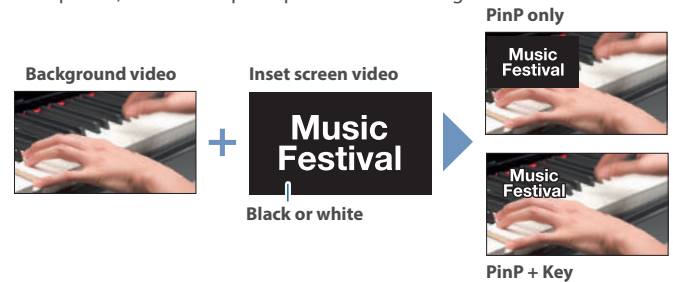 PinP only
Background video
Inset screen video
Music
Festival
Music
Festival
Black or white
Music
Festival
PinP + Key